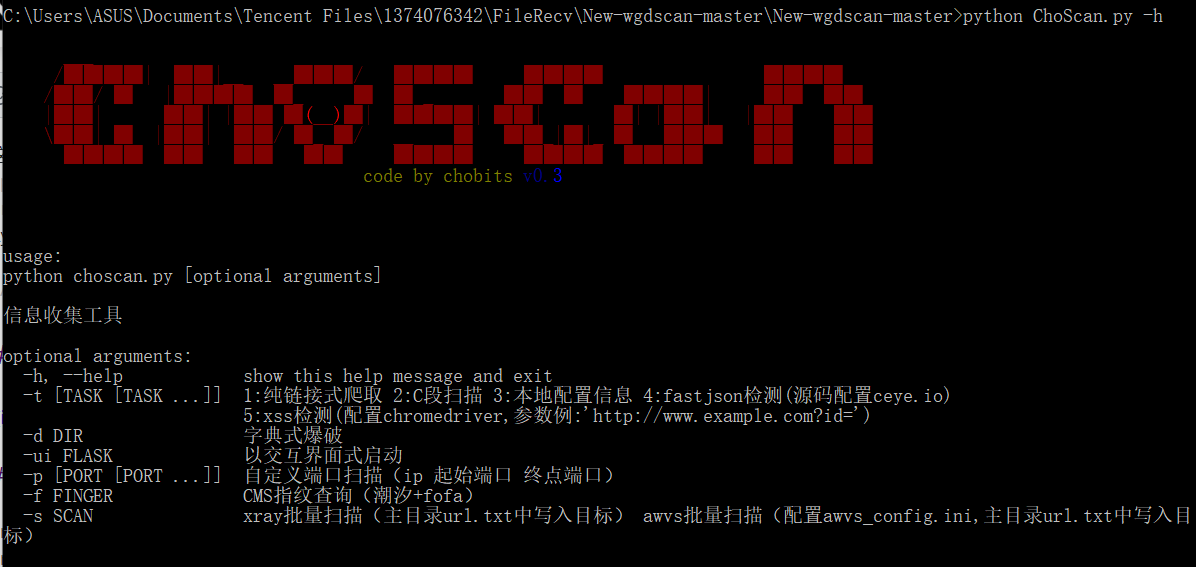 C:\Users\ASUS\Documents\Tencent Files\1374076342\FileRecv\New-wgdscan-master\New-wgdscan-master>python ChoScan.py -h
ChoScan
code by chobits v0.3
usage:
python choscan.py [optional arguments]
信息收集工具
optional arguments:
-h, --help show this help message and exit
-t [TASK [TASK ...]] 1:纯链接式爬取 2:C段扫描 3:本地配置信息 4:fastjson检测(源码配置ceye.io)
5:xss检测(配置chromedriver,参数例:'http://www.example.com?id=')
-d DIR 字典式爆破
-ui FLASK 以交互界面式启动
-p [PORT [PORT ...]] 自定义端口扫描（ip 起始端口 终点端口）
-f FINGER CMS指纹查询（潮汐+fofa）
-s SCAN xray批量扫描（主目录url.txt中写入目标） awvs批量扫描（配置awvs_config.ini,主目录url.txt中写入目
标）